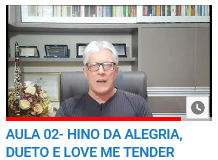 AULA 02- HINO DA ALEGRIA,
DUETO E LOVE ME TENDER